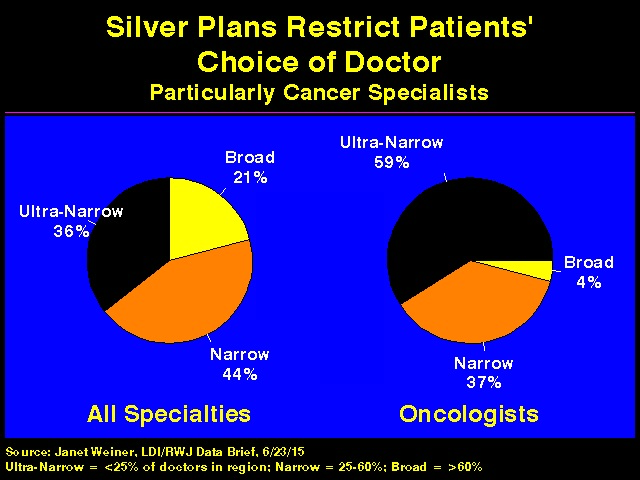 Silver Plans Restrict Patients'
Choice of Doctor
Particularly Cancer Specialists
Broad
21%
Ultra-Narrow
36%
Narrow
44%
All Specialties
Ultra-Narrow
59%
Broad
4%
Narrow
37%
Oncologists
Source: Janet Weiner, LDI/RWJ Data Brief, 6/23/15
Ultra-Narrow = <25% of doctors in region; Narrow = 25-60%; Broad = >60%